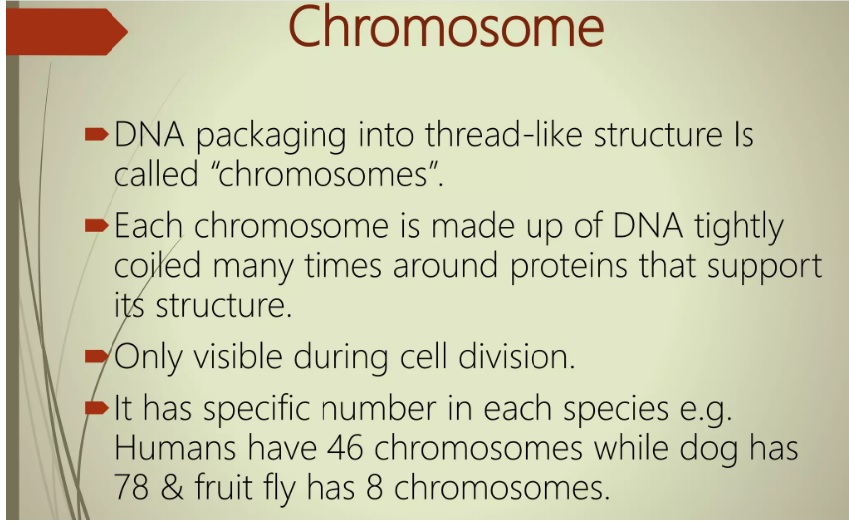 Chromosome
DNA packaging into thread-like structure Is
called “chromosomes”.
Each chromosome is made up of DNA tightly
coiled many times around proteins that support
its structure.
Only visible during cell division.
It has specific number in each species e.g.
Humans have 46 chromosomes while dog has
78 & fruit fly has 8 chromosomes.